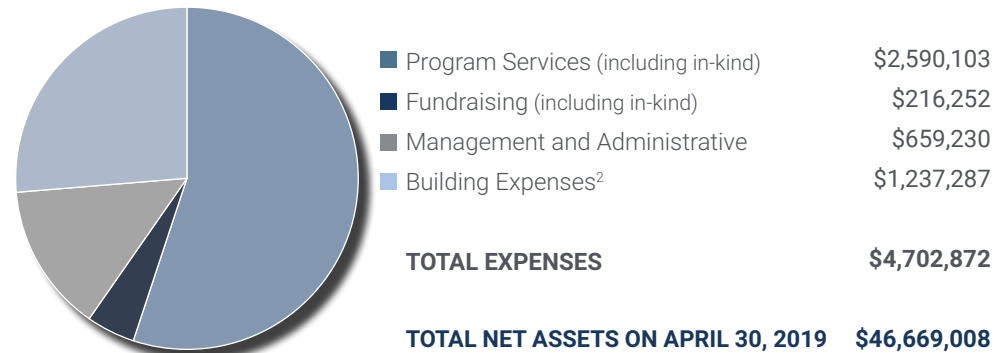 Program Services (including in-kind) $2,590,103
Fundraising (including in-kind) $216,252
Management and Administrative $659,230
Building Expenses² $1,237,287
TOTAL EXPENSES $4,702,872
TOTAL NET ASSETS ON APRIL 30, 2019 $46,669,008